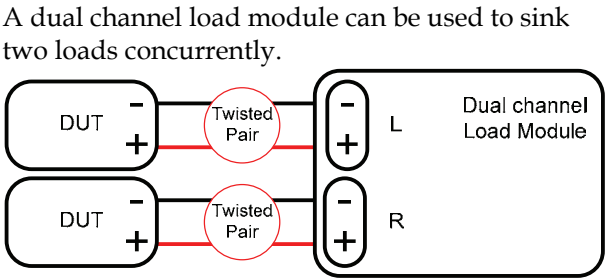 A dual channel load module can be used to sink
two loads concurrently.
DUT
- +
Twisted
Pair
- +
L
Dual channel
Load Module
DUT
- +
Twisted
Pair
- +
R